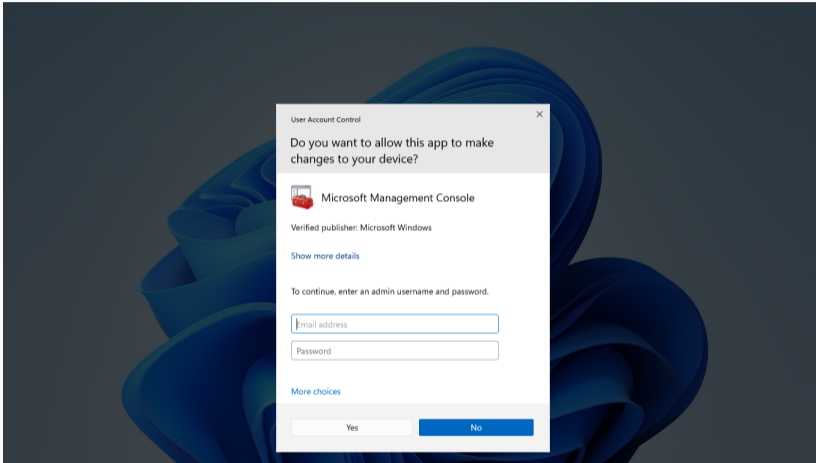 User Account Control
Do you want to allow this app to make
changes to your device?
Microsoft Management Console
Verified publisher: Microsoft Windows
Show more details
To continue, enter an admin username and password.
Email address
Password
More choices
Yes
No